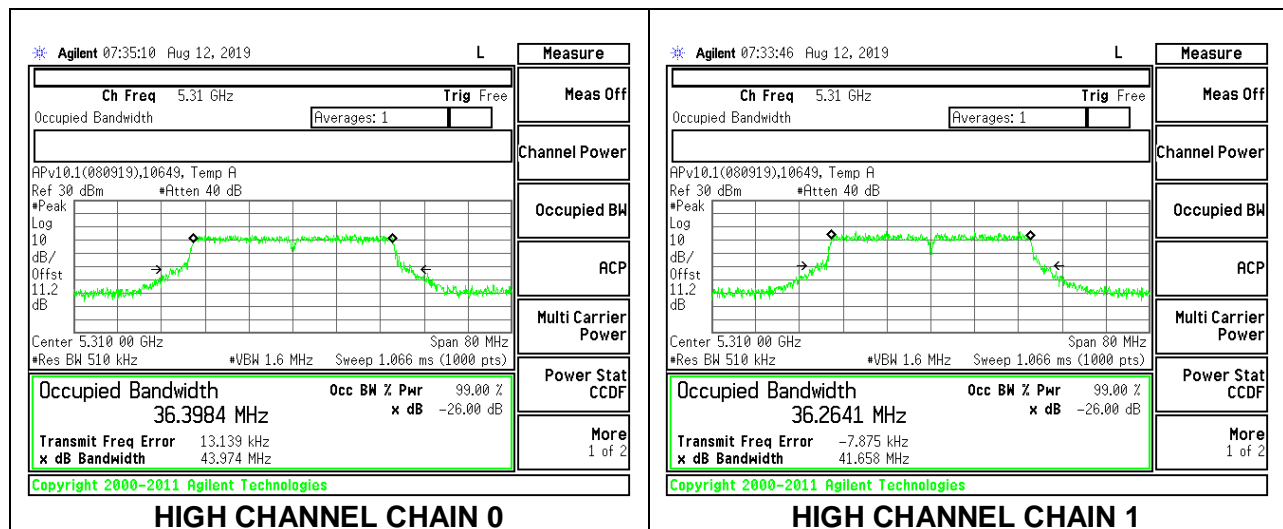 Agilent 07:35:10 Aug 12, 2019 L
Measure
Ch Freq 5.31 GHz Trig Free
Occupied Bandwidth Averages: 1
APv10.1(080919),10649, Temp A
Ref 30 dBm #Atten 40 dB
#Peak
Log
10
dB/
Offst
11.2
dB
Center 5.310 00 GHz Span 80 MHz
#Res BW 510 kHz #VBW 1.6 MHz Sweep 1.066 ms (1000 pts)
Occupied Bandwidth Occ BW % Pwr 99.00 %
36.3984 MHz x dB -26.00 dB
Transmit Freq Error 13.139 kHz
x dB Bandwidth 43.974 MHz
Copyright 2000-2011 Agilent Technologies
Meas Off
Channel Power
Occupied BW
ACP
Multi Carrier
Power
Power Stat
CCDF
More
1 of 2
HIGH CHANNEL CHAIN 0
Agilent 07:33:46 Aug 12, 2019 L
Measure
Ch Freq 5.31 GHz Trig Free
Occupied Bandwidth Averages: 1
APv10.1(080919),10649, Temp A
Ref 30 dBm #Atten 40 dB
#Peak
Log
10
dB/
Offst
11.2
dB
Center 5.310 00 GHz Span 80 MHz
#Res BW 510 kHz #VBW 1.6 MHz Sweep 1.066 ms (1000 pts)
Occupied Bandwidth Occ BW % Pwr 99.00 %
36.2641 MHz x dB -26.00 dB
Transmit Freq Error -7.875 kHz
x dB Bandwidth 41.658 MHz
Copyright 2000-2011 Agilent Technologies
Meas Off
Channel Power
Occupied BW
ACP
Multi Carrier
Power
Power Stat
CCDF
More
1 of 2
HIGH CHANNEL CHAIN 1